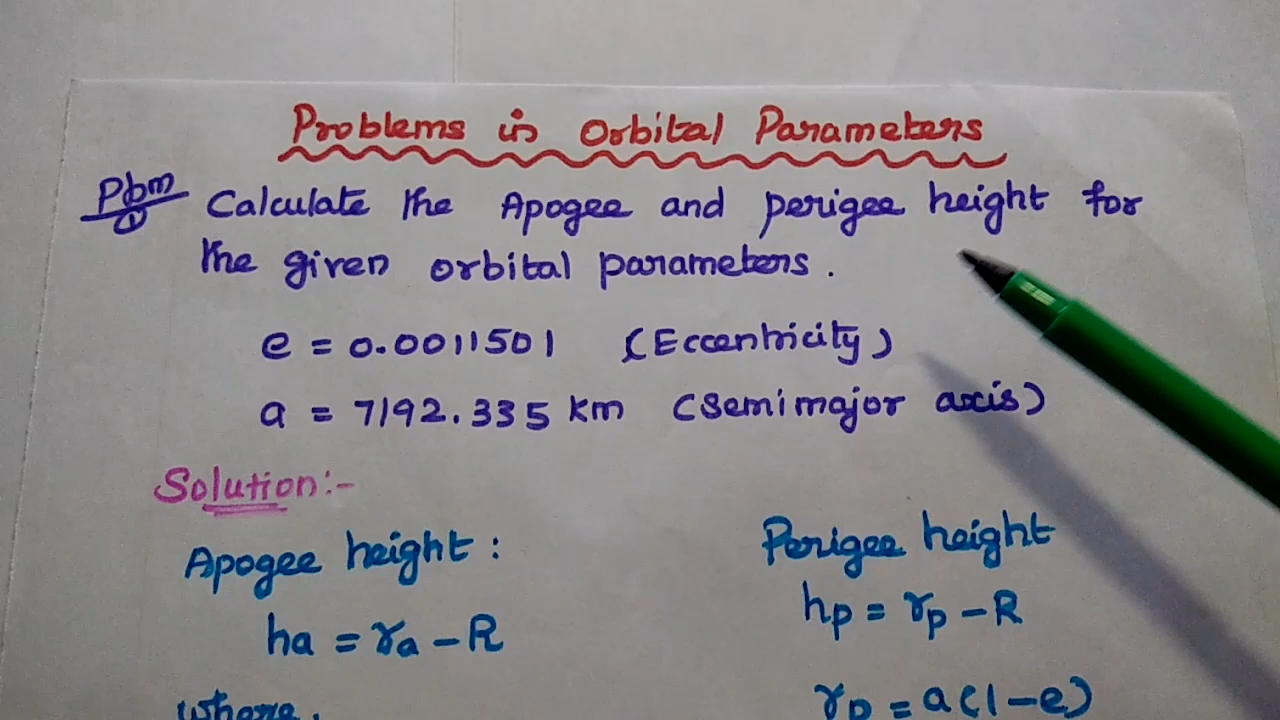 Problems in Orbital Parameters
Pbm 1 Calculate the Apogee and perigee height for
the given orbital parameters.
e = 0.0011501 (Eccentricity)
a = 7192.335 km (semimajor axis)
Solution:-
Apogee height:
ha = ra - R
where,
Perigee height
hp = rp - R
rp = a(1-e)